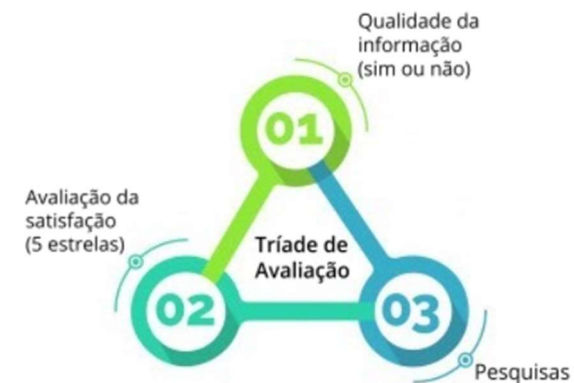 Qualidade da
informação
(sim ou não)
01
Avaliação da
satisfação
(5 estrelas)
Tríade de
Avaliação
02
03
Pesquisas